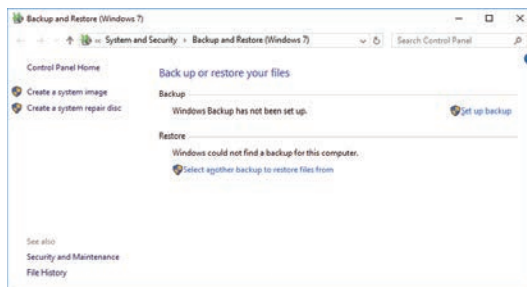 Backup and Restore (Windows 7)
« System and Security › Backup and Restore (Windows 7)
Search Control Panel
Control Panel Home
Create a system image
Create a system repair disc
Back up or restore your files
Backup
Windows Backup has not been set up.
Set up backup
Restore
Windows could not find a backup for this computer.
Select another backup to restore files from
See also
Security and Maintenance
File History